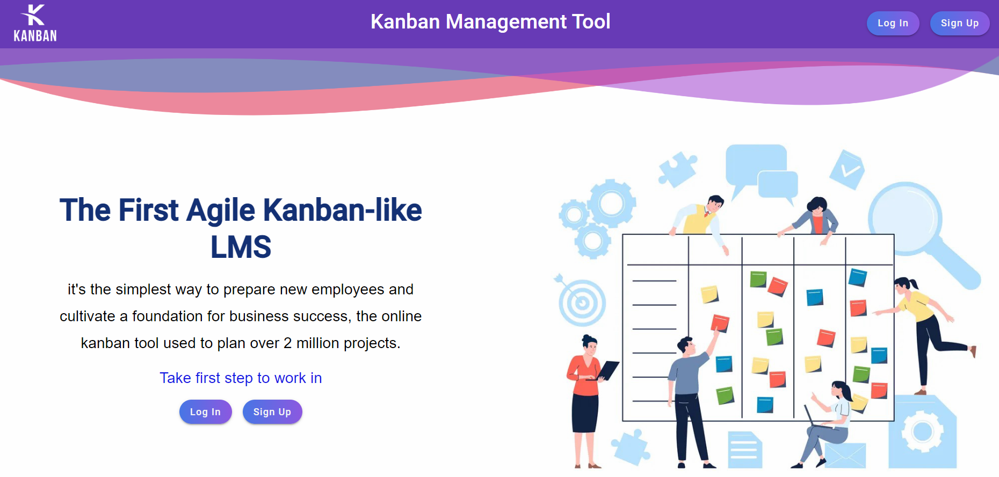 KANBAN
Kanban Management Tool
Log In
Sign Up
The First Agile Kanban-like
LMS
it's the simplest way to prepare new employees and
cultivate a foundation for business success, the online
kanban tool used to plan over 2 million projects.
Take first step to work in
Log In
Sign Up